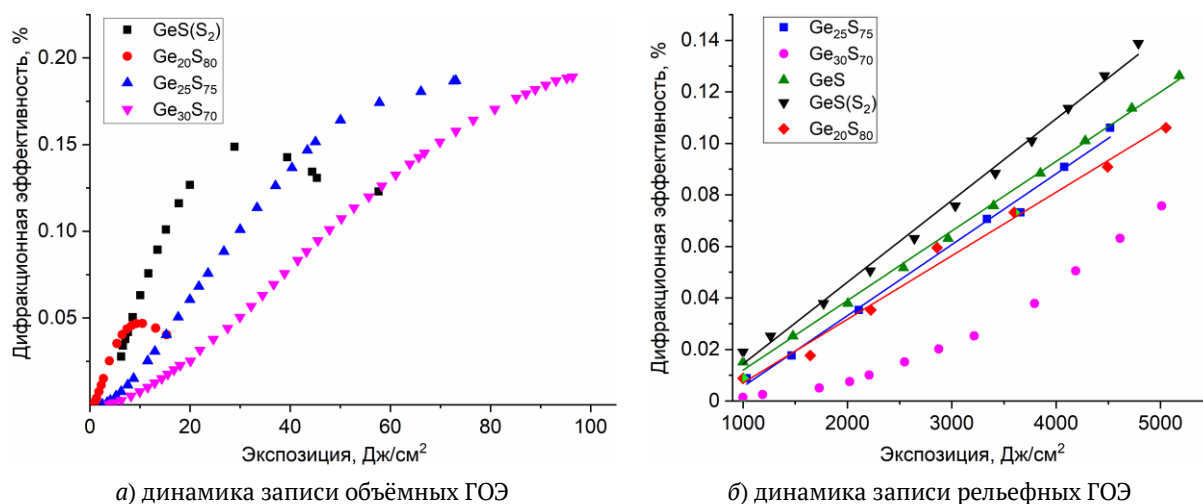 Дифракционная эффективность, %
0.20
0.15
0.10
0.05
0
GeS(S₂)
Ge₂₀S₈₀
Ge₂₅S₇₅
Ge₃₀S₇₀
0 20 40 60 80 100
Экспозиция, Дж/см²
а) динамика записи объёмных ГОЭ
Дифракционная эффективность, %
0.14
0.12
0.10
0.08
0.06
0.04
0.02
0
Ge₂₅S₇₅
Ge₃₀S₇₀
GeS
GeS(S₂)
Ge₂₀S₈₀
1000 2000 3000 4000 5000
Экспозиция, Дж/см²
б) динамика записи рельефных ГОЭ